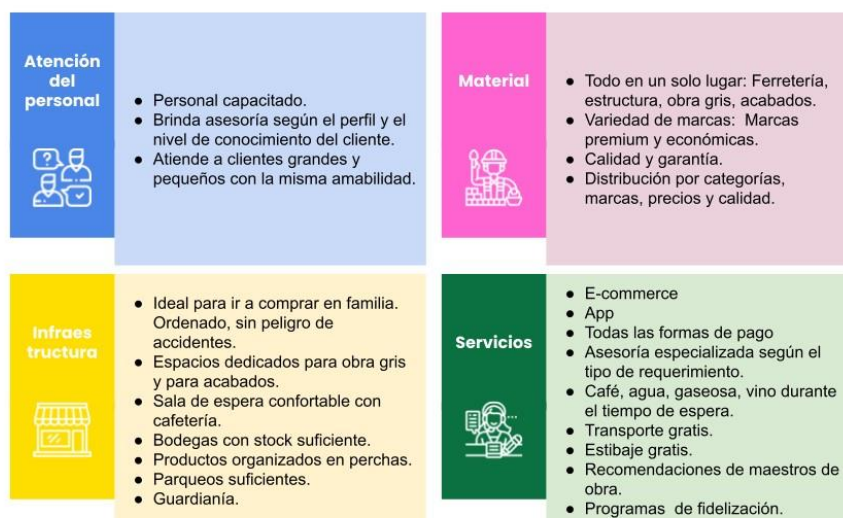 Atención
del
personal
● Personal capacitado.
● Brinda asesoría según el perfil y el
nivel de conocimiento del cliente.
● Atiende a clientes grandes y
pequeños con la misma amabilidad.
Material
● Todo en un solo lugar: Ferretería,
estructura, obra gris, acabados.
● Variedad de marcas: Marcas
premium y económicas.
● Calidad y garantía.
● Distribución por categorías,
marcas, precios y calidad.
Infraes
tructura
● Ideal para ir a comprar en familia.
Ordenado, sin peligro de
accidentes.
● Espacios dedicados para obra gris
y para acabados.
● Sala de espera confortable con
cafetería.
● Bodegas con stock suficiente.
● Productos organizados en perchas.
● Parqueos suficientes.
● Guardianía.
Servicios
● E-commerce
● App
● Todas las formas de pago
● Asesoría especializada según el
tipo de requerimiento.
● Café, agua, gaseosa, vino durante
el tiempo de espera.
● Transporte gratis.
● Estibaje gratis.
● Recomendaciones de maestros de
obra.
● Programas de fidelización.